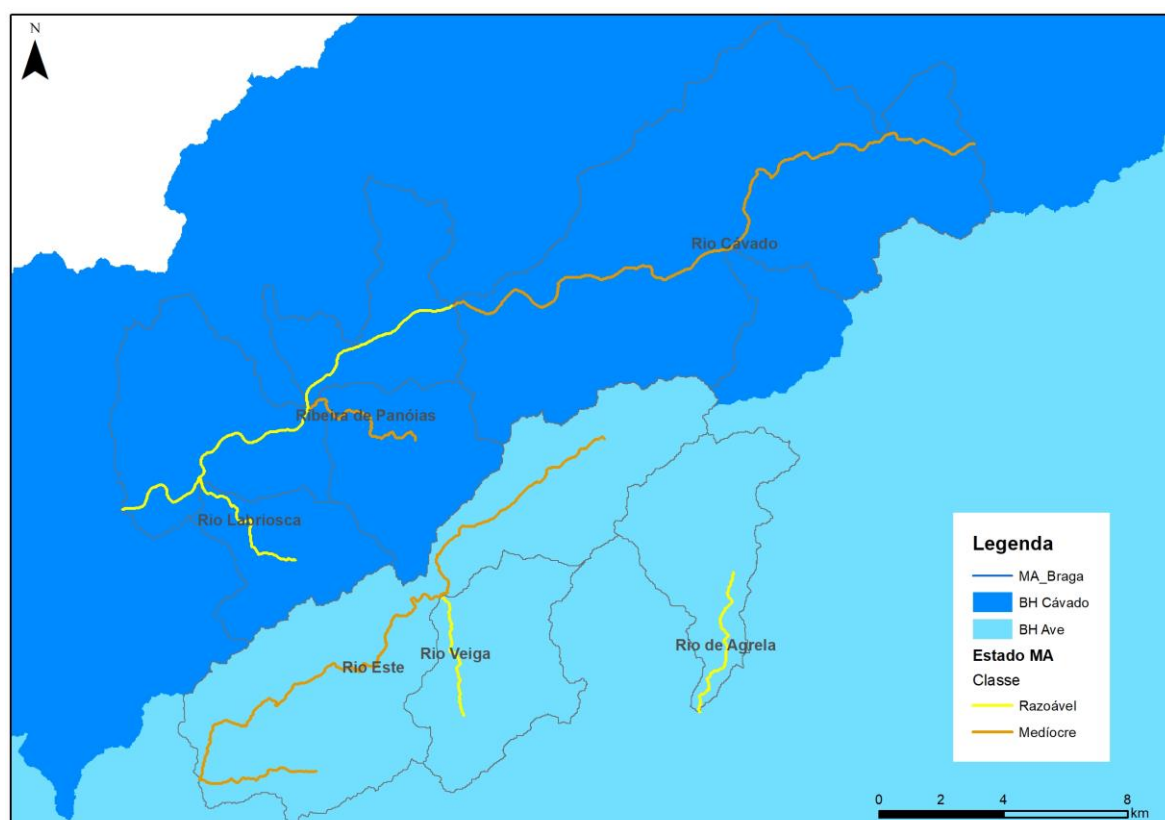 N
Rio Cávado
Ribeira de Panóias
Rio Labriosca
Rio Este
Rio Veiga
Rio de Agrela
Legenda
MA_Braga
BH Cávado
BH Ave
Estado MA
Classe
Razoável
Medíocre
0 2 4 8
km